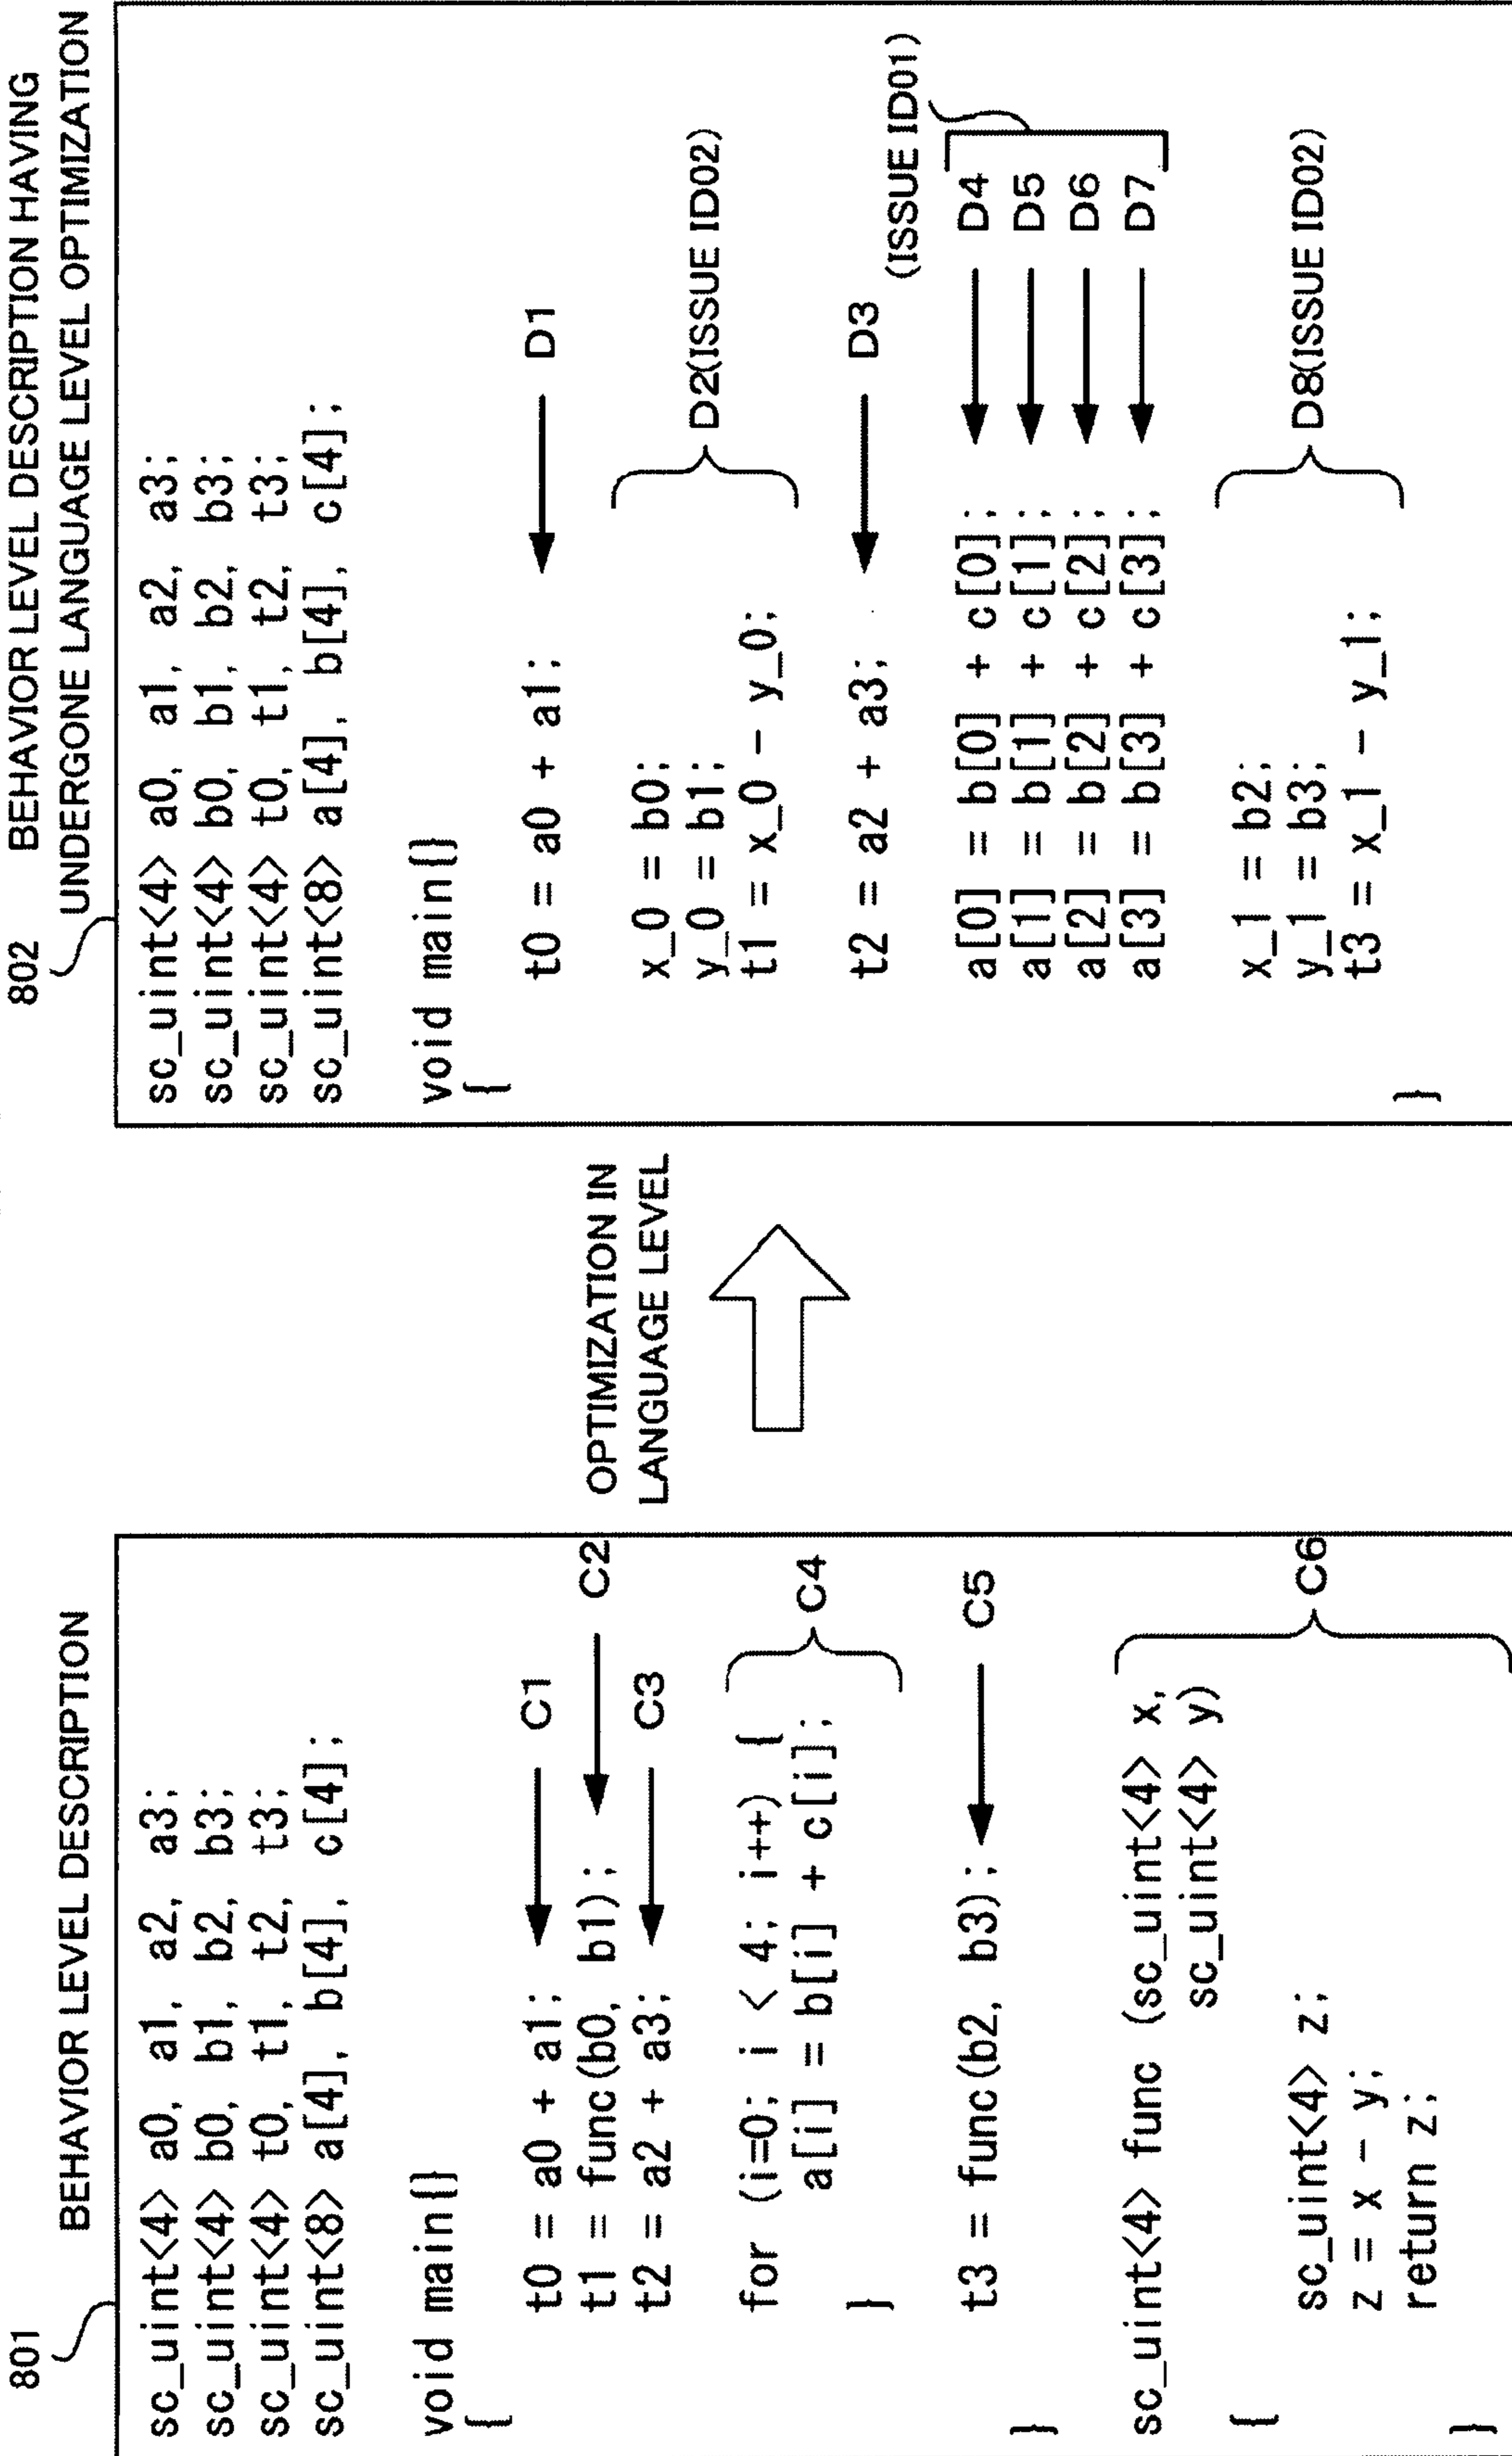 801
BEHAVIOR LEVEL DESCRIPTION
sc_uint<4> a0, a1, a2, a3;
sc_uint<4> b0, b1, b2, b3;
sc_uint<4> t0, t1, t2, t3;
sc_uint<8> a[4], b[4], c[4];
void main{}
{
t0 = a0 + a1; C1
t1 = func(b0, b1); C2
t2 = a2 + a3; C3
for (i=0; i < 4; i++) {
a[i] = b[i] + c[i]; C4
}
t3 = func(b2, b3); C5
}
sc_uint<4> func (sc_uint<4> x,
sc_uint<4> y)
{
C6
sc_uint<4> z;
z = x - y;
return z;
}
OPTIMIZATION IN
LANGUAGE LEVEL
802
BEHAVIOR LEVEL DESCRIPTION HAVING
UNDERGONE LANGUAGE LEVEL OPTIMIZATION
sc_uint<4> a0, a1, a2, a3;
sc_uint<4> b0, b1, b2, b3;
sc_uint<4> t0, t1, t2, t3;
sc_uint<8> a[4], b[4], c[4];
void main{}
{
t0 = a0 + a1; D1
x_0 = b0;
y_0 = b1; D2(ISSUE ID02)
t1 = x_0 - y_0;
t2 = a2 + a3; D3
(ISSUE ID01)
a[0] = b[0] + c[0]; D4
a[1] = b[1] + c[1]; D5
a[2] = b[2] + c[2]; D6
a[3] = b[3] + c[3]; D7
x_1 = b2;
y_1 = b3; D8(ISSUE ID02)
t3 = x_1 - y_1;
}